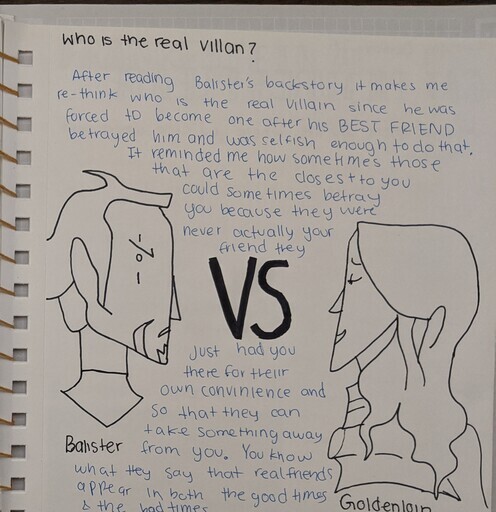 who is the real villan?
After reading Balister's backstory it makes me
re-think who is the real villain since he was
forced to become one after his BEST FRIEND
betrayed him and was selfish enough to do that.
It reminded me how sometimes those
that are the closest to you
could sometimes betray
you because they were
never actually your
friend they
VS
Just had you
there for their
own convinience and
so that they can
take something away
from you. You know
Balister
what they say that real friends
appear in both the good times
& the bad times
Goldenloin